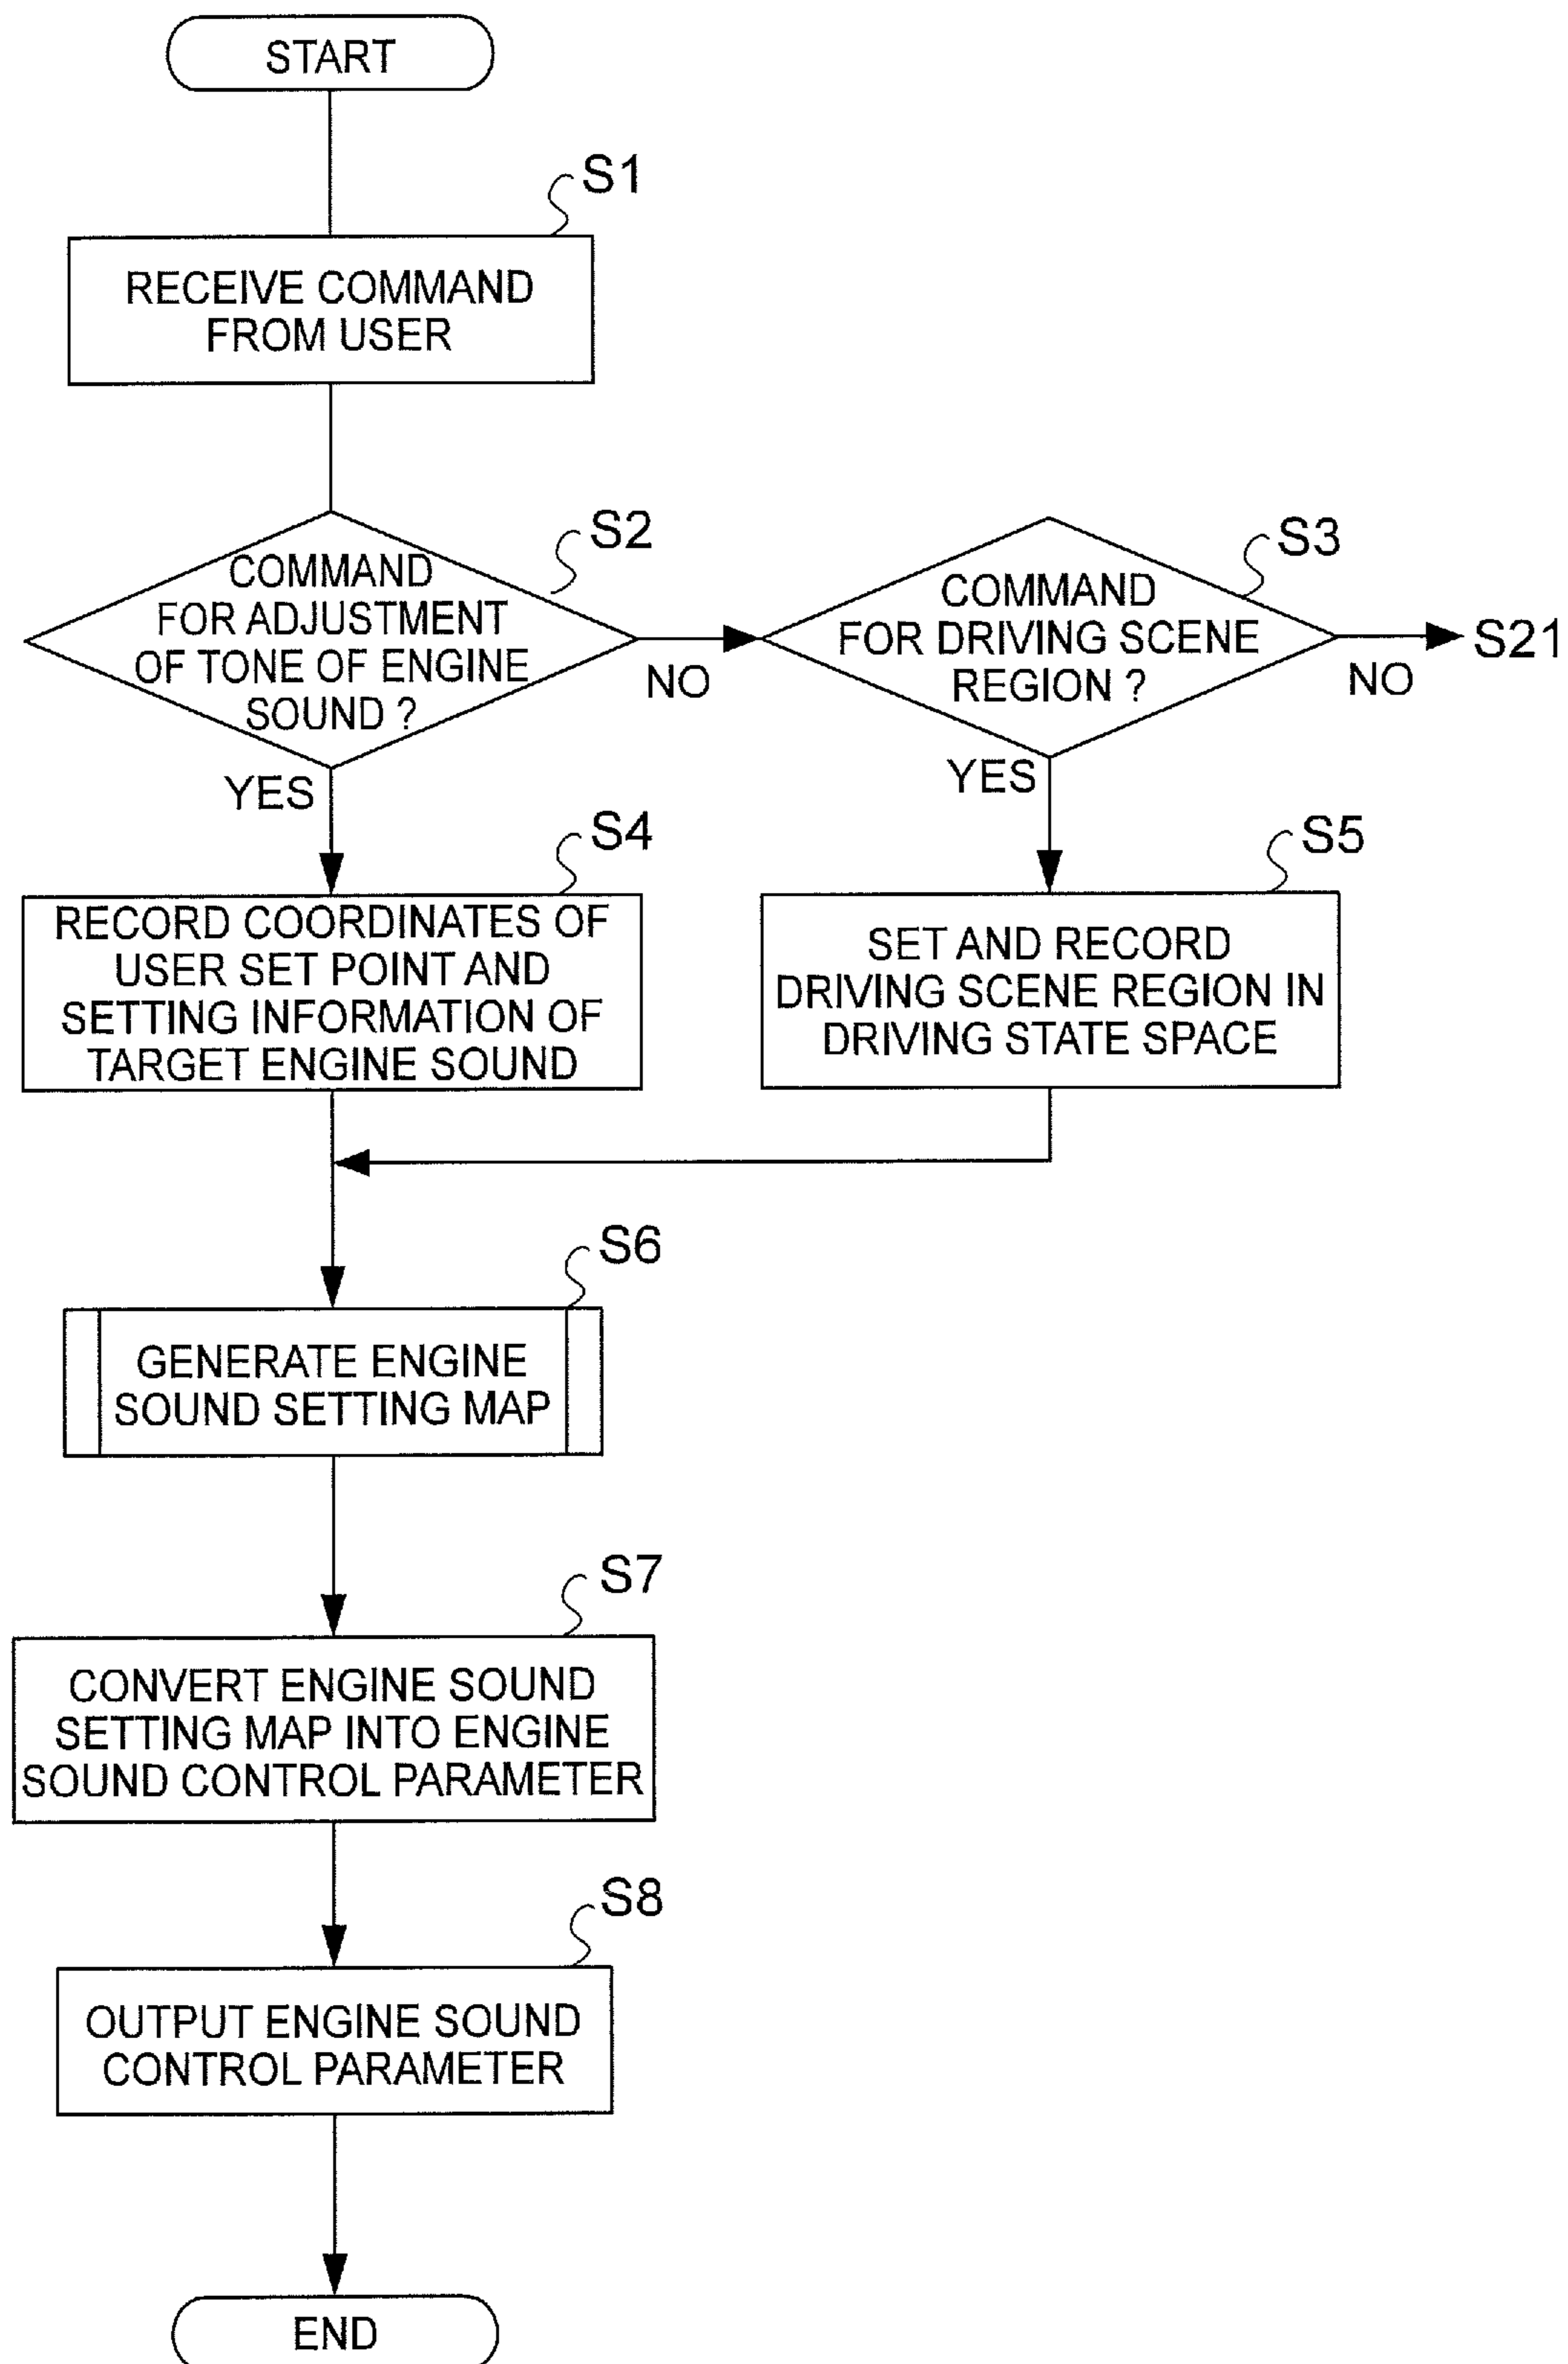 START
S1
RECEIVE COMMAND
FROM USER
S2
COMMAND
FOR ADJUSTMENT
OF TONE OF ENGINE
SOUND ?
NO
YES
S3
COMMAND
FOR DRIVING SCENE
REGION ?
NO
S21
YES
S4
RECORD COORDINATES OF
USER SET POINT AND
SETTING INFORMATION OF
TARGET ENGINE SOUND
S5
SET AND RECORD
DRIVING SCENE REGION IN
DRIVING STATE SPACE
S6
GENERATE ENGINE
SOUND SETTING MAP
S7
CONVERT ENGINE SOUND
SETTING MAP INTO ENGINE
SOUND CONTROL PARAMETER
S8
OUTPUT ENGINE SOUND
CONTROL PARAMETER
END